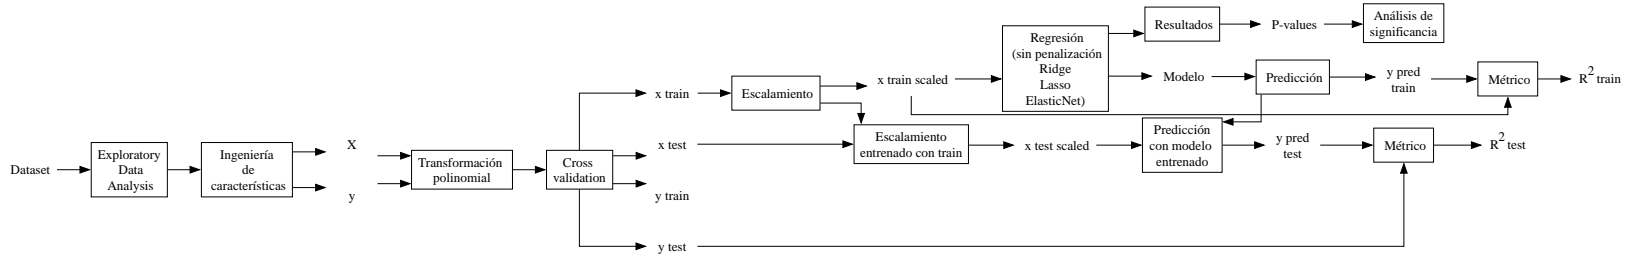 Dataset
Exploratory
Data
Analysis
Ingeniería
de
características
X
y
Transformación
polinomial
Cross
validation
x train
x test
y train
y test
Escalamiento
x train scaled
Escalamiento
entrenado con train
x test scaled
Regresión
(sin penalización
Ridge
Lasso
ElasticNet)
Resultados
P-values
Análisis de
significancia
Modelo
Predicción
y pred
train
Métrico
R² train
Predicción
con modelo
entrenado
y pred
test
Métrico
R² test